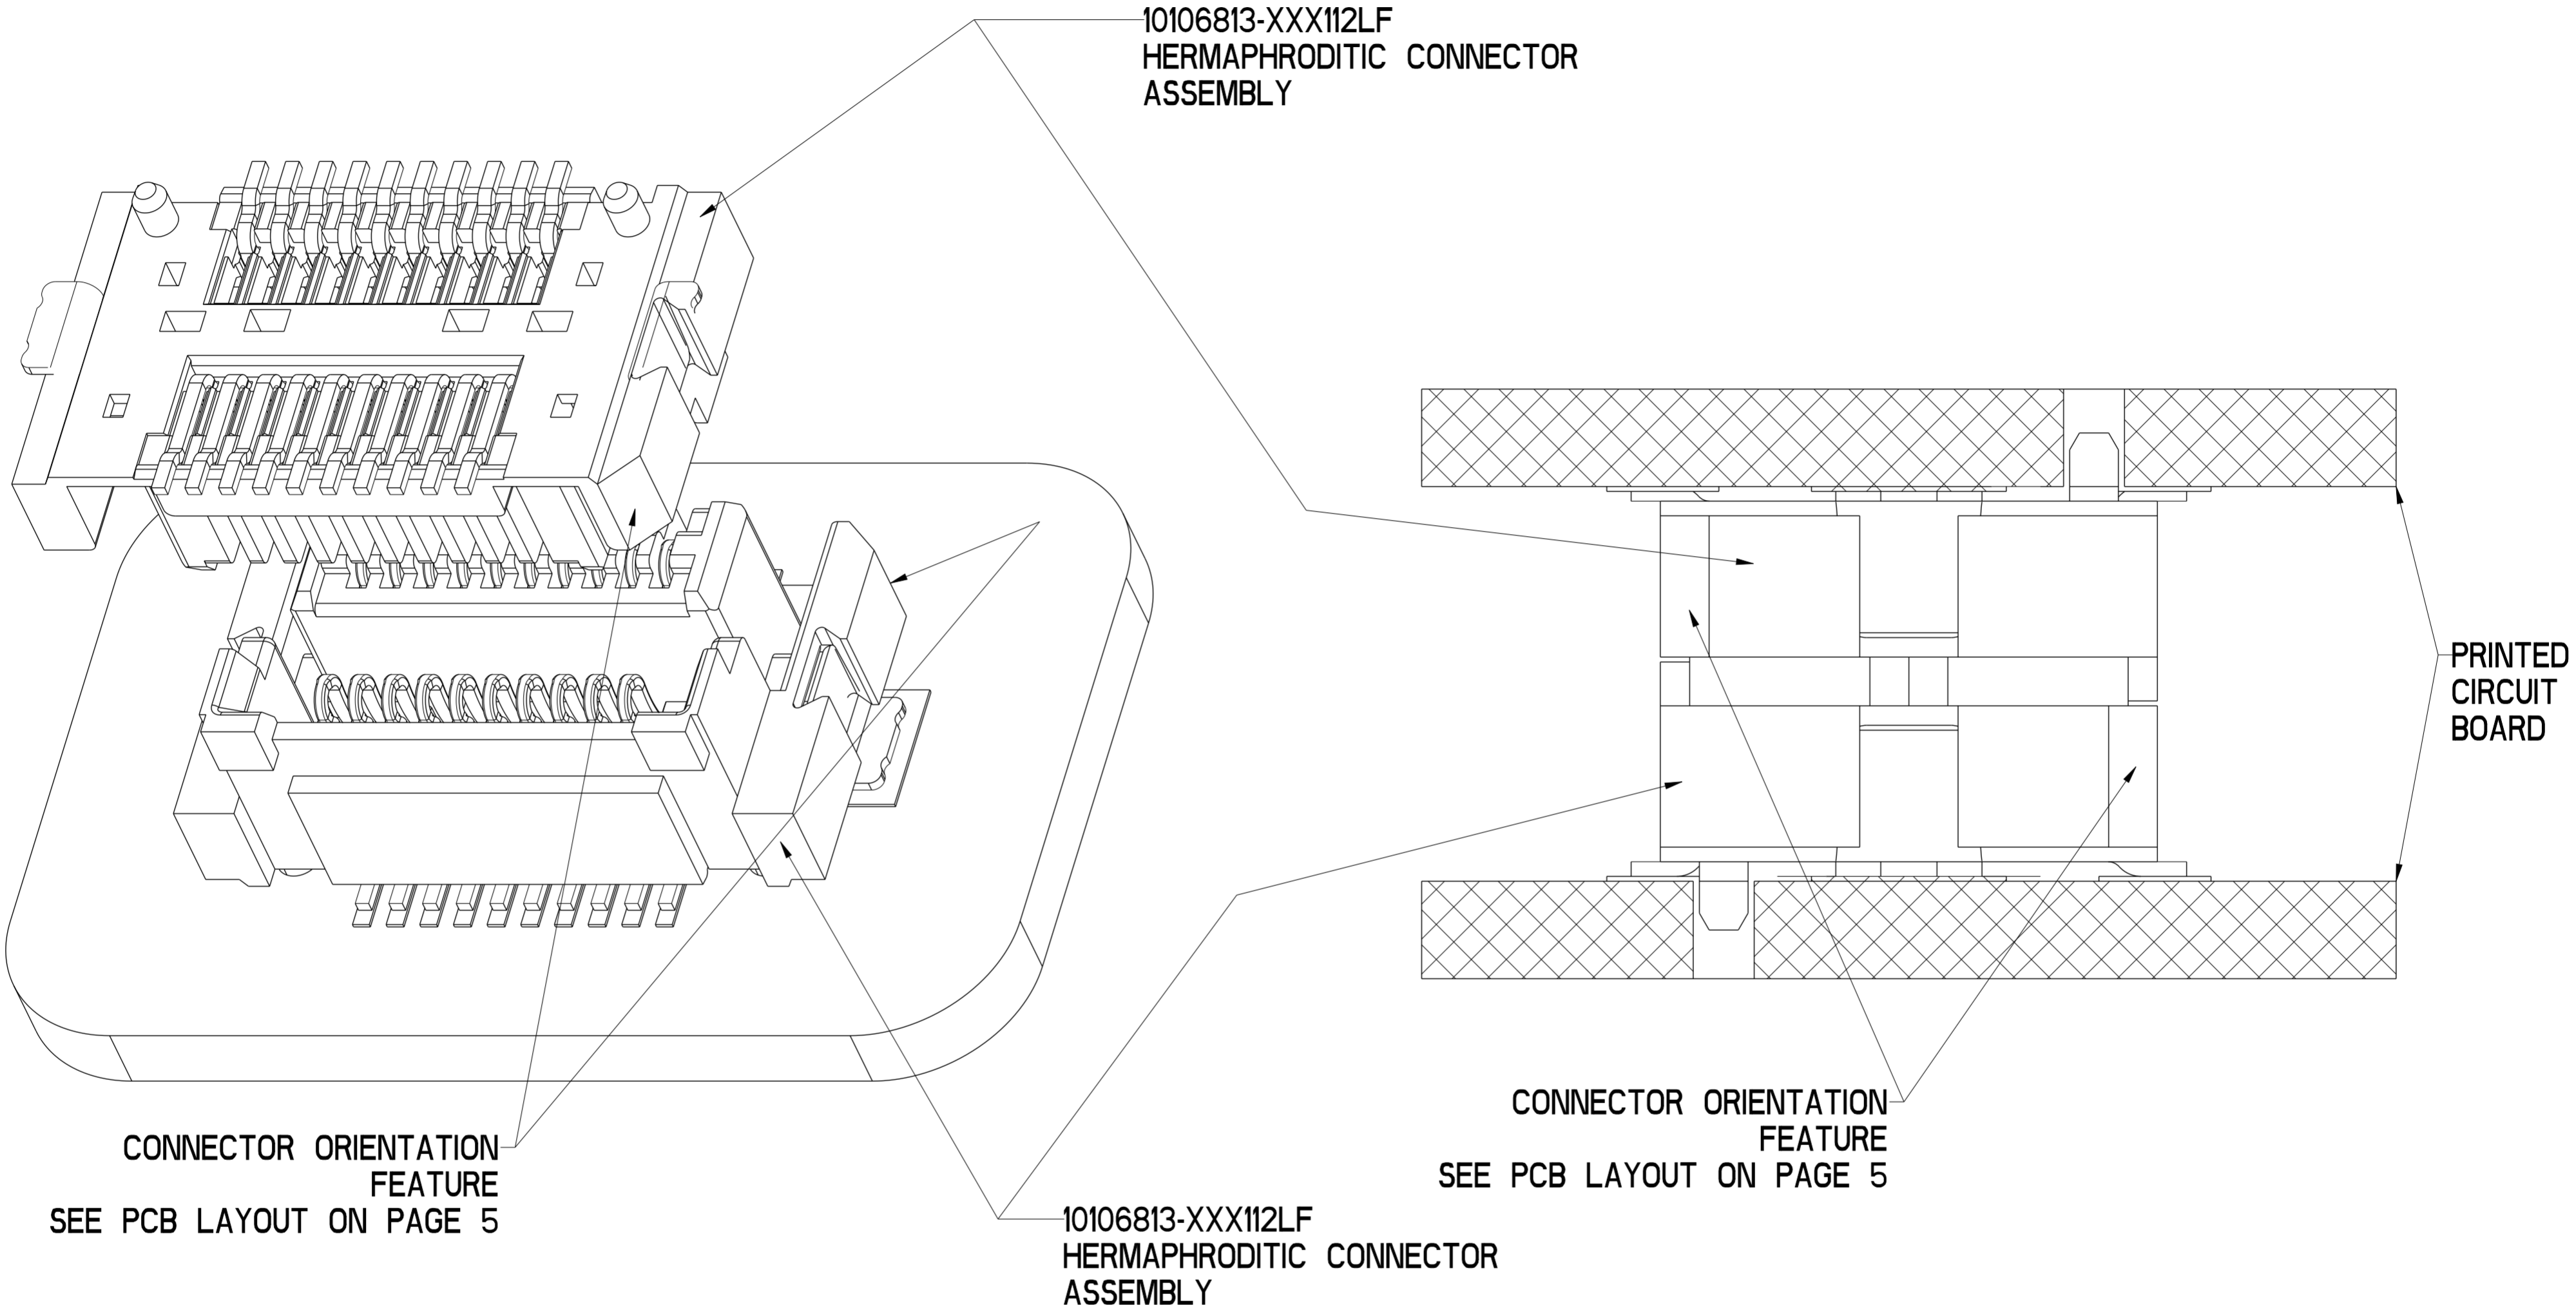 10106813-XXX112LF
HERMAPHRODITIC CONNECTOR
ASSEMBLY
PRINTED
CIRCUIT
BOARD
CONNECTOR ORIENTATION
FEATURE
SEE PCB LAYOUT ON PAGE 5
CONNECTOR ORIENTATION
FEATURE
SEE PCB LAYOUT ON PAGE 5
10106813-XXX112LF
HERMAPHRODITIC CONNECTOR
ASSEMBLY